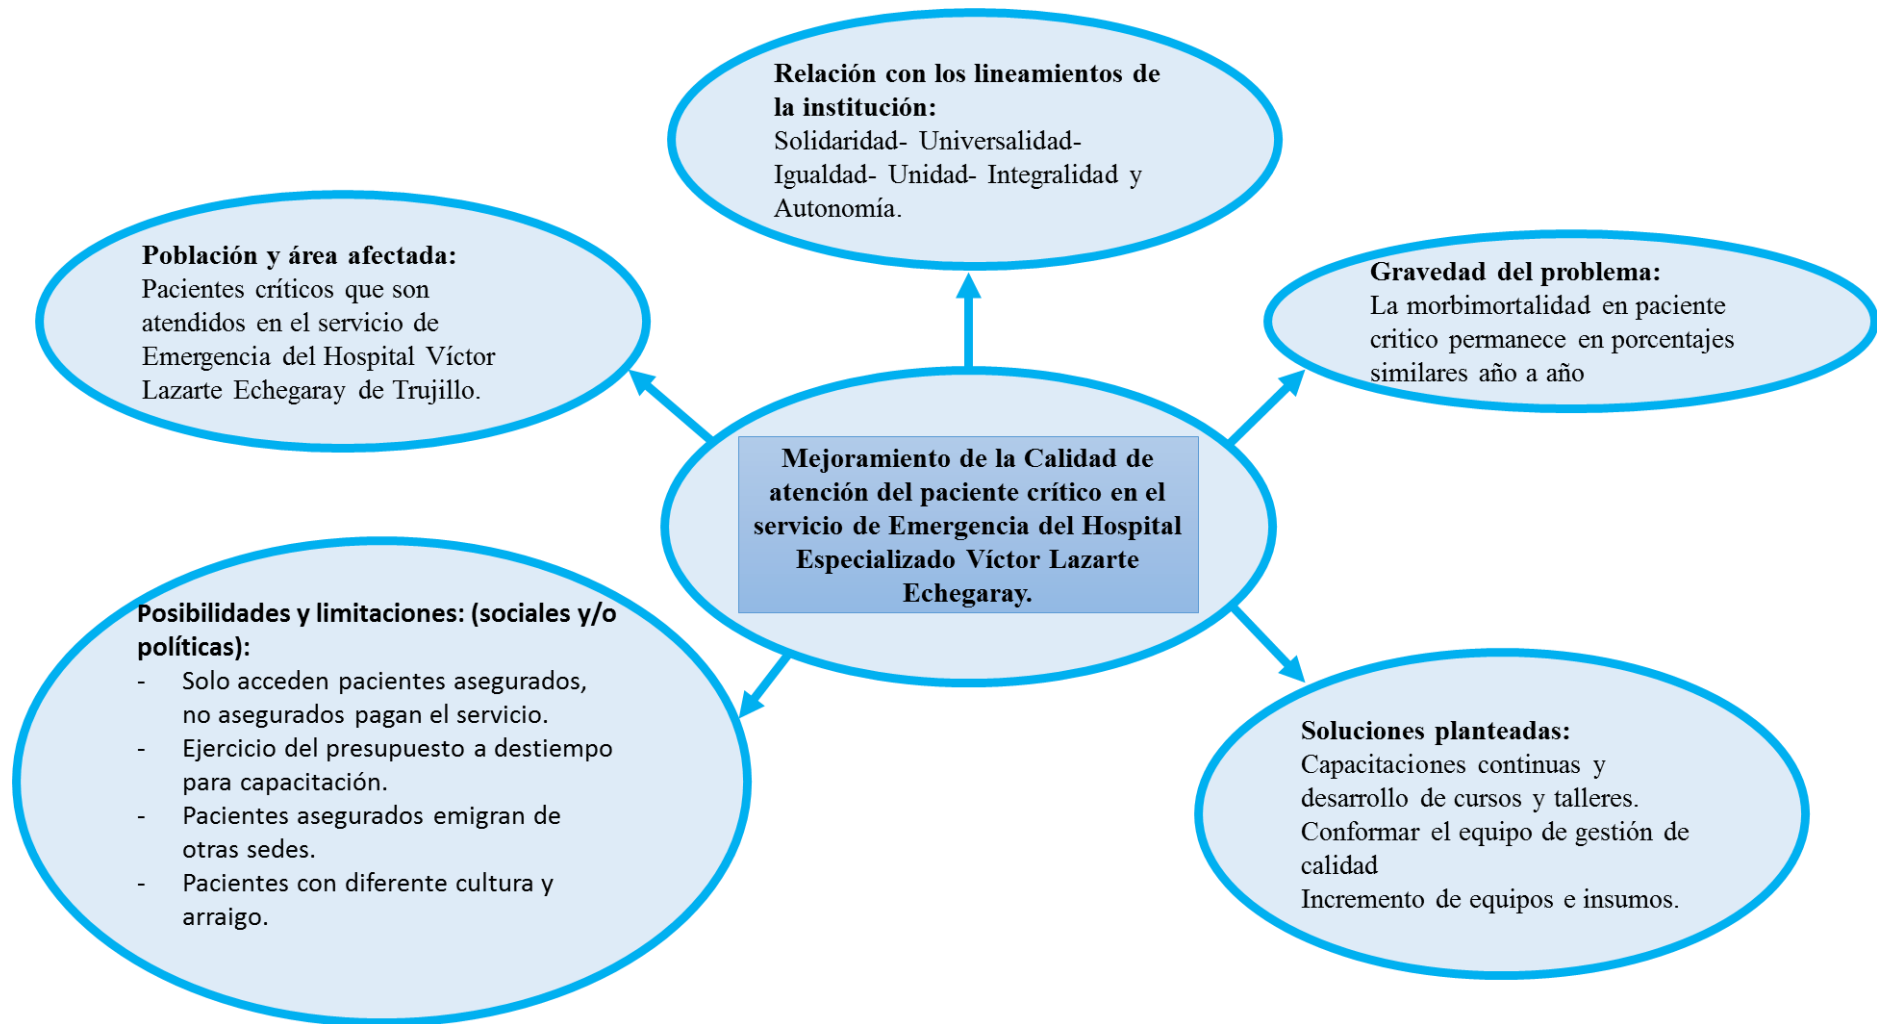 Relación con los lineamientos de
la institución:
Solidaridad- Universalidad-
Igualdad- Unidad- Integralidad y
Autonomía.
Población y área afectada:
Pacientes críticos que son
atendidos en el servicio de
Emergencia del Hospital Víctor
Lazarte Echegaray de Trujillo.
Gravedad del problema:
La morbimortalidad en paciente
critico permanece en porcentajes
similares año a año
Mejoramiento de la Calidad de
atención del paciente crítico en el
servicio de Emergencia del Hospital
Especializado Víctor Lazarte
Echegaray.
Posibilidades y limitaciones: (sociales y/o
políticas):
- Solo acceden pacientes asegurados,
no asegurados pagan el servicio.
- Ejercicio del presupuesto a destiempo
para capacitación.
- Pacientes asegurados emigran de
otras sedes.
- Pacientes con diferente cultura y
arraigo.
Soluciones planteadas:
Capacitaciones continuas y
desarrollo de cursos y talleres.
Conformar el equipo de gestión de
calidad
Incremento de equipos e insumos.